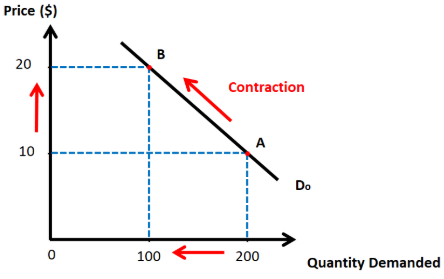 Price ($)
B
20
Contraction
A
10
Do
0
100
200
Quantity Demanded